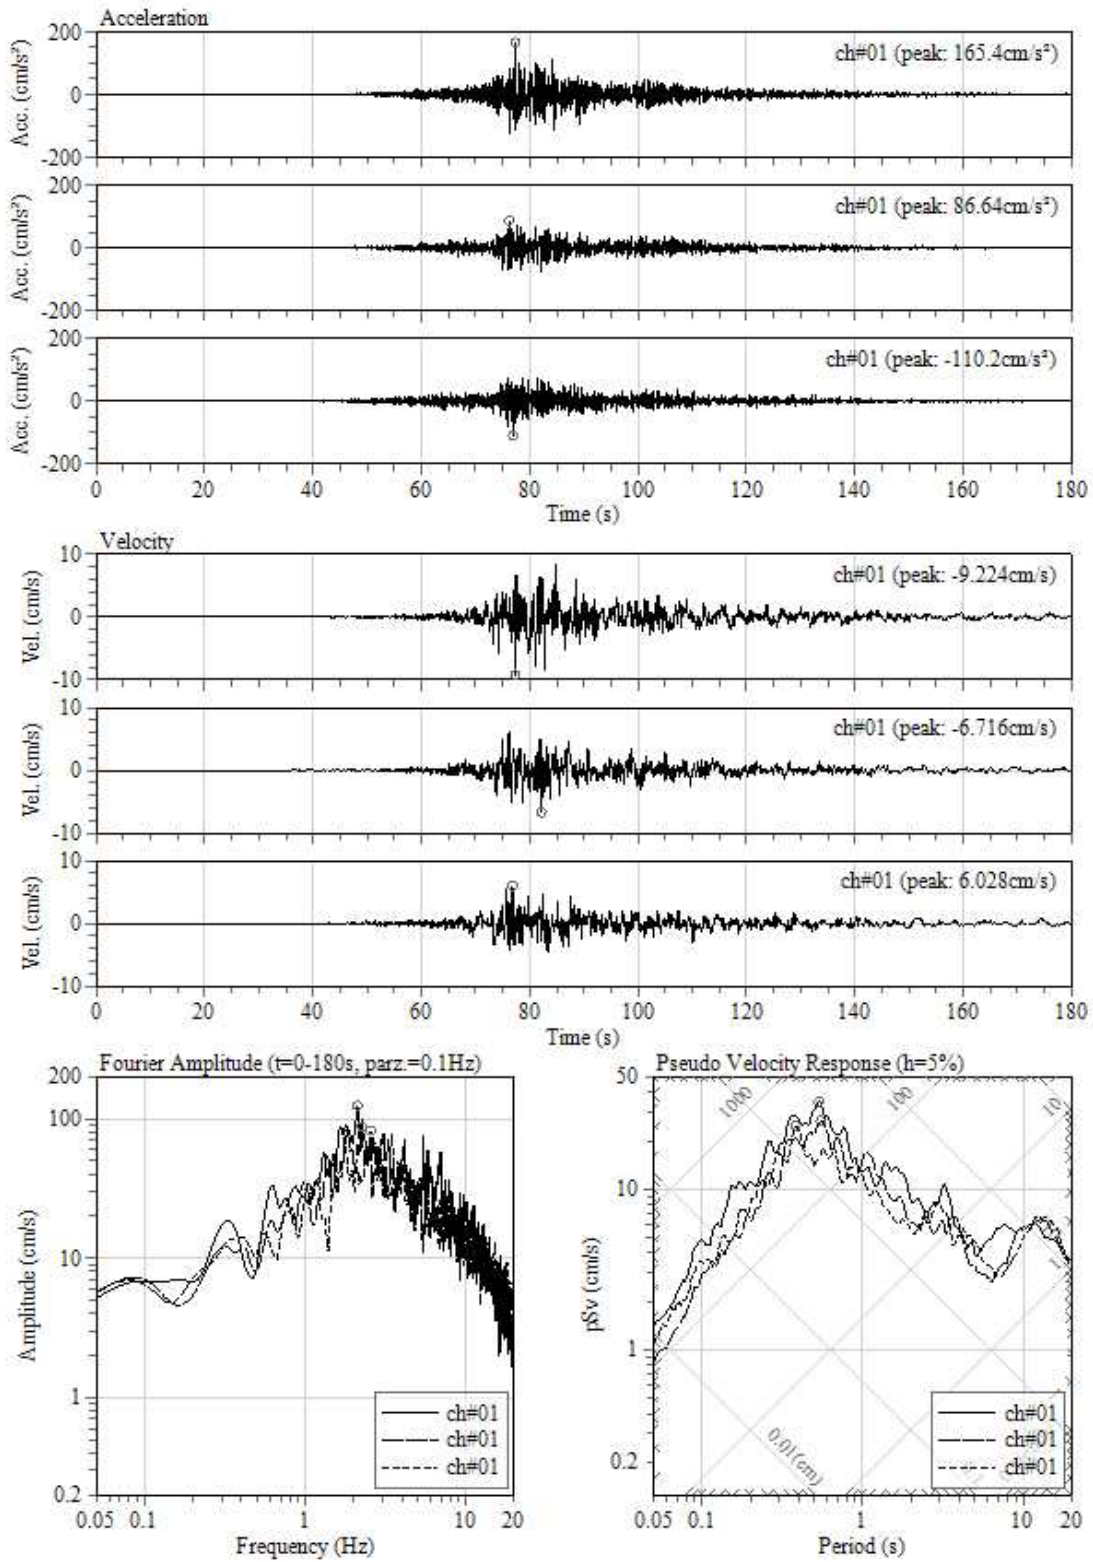 Acceleration
200
0
-200
Acc. (cm/s²)
ch#01 (peak: 165.4cm/s²)
200
0
-200
Acc. (cm/s²)
ch#01 (peak: 86.64cm/s²)
200
0
-200
Acc. (cm/s²)
ch#01 (peak: -110.2cm/s²)
0 20 40 60 80 100 120 140 160 180
Time (s)
Velocity
10
0
-10
Vel. (cm/s)
ch#01 (peak: -9.224cm/s)
10
0
-10
Vel. (cm/s)
ch#01 (peak: -6.716cm/s)
10
0
-10
Vel. (cm/s)
ch#01 (peak: 6.028cm/s)
0 20 40 60 80 100 120 140 160 180
Time (s)
Fourier Amplitude (t=0-180s, parz.=0.1Hz)
200
100
10
1
0.2
Amplitude (cm/s)
ch#01
ch#01
ch#01
0.05 0.1 1 10 20
Frequency (Hz)
Pseudo Velocity Response (h=5%)
50
10
1
0.2
pSv (cm/s)
1000
100
10
1
0.01(cm)
ch#01
ch#01
ch#01
0.05 0.1 1 10 20
Period (s)